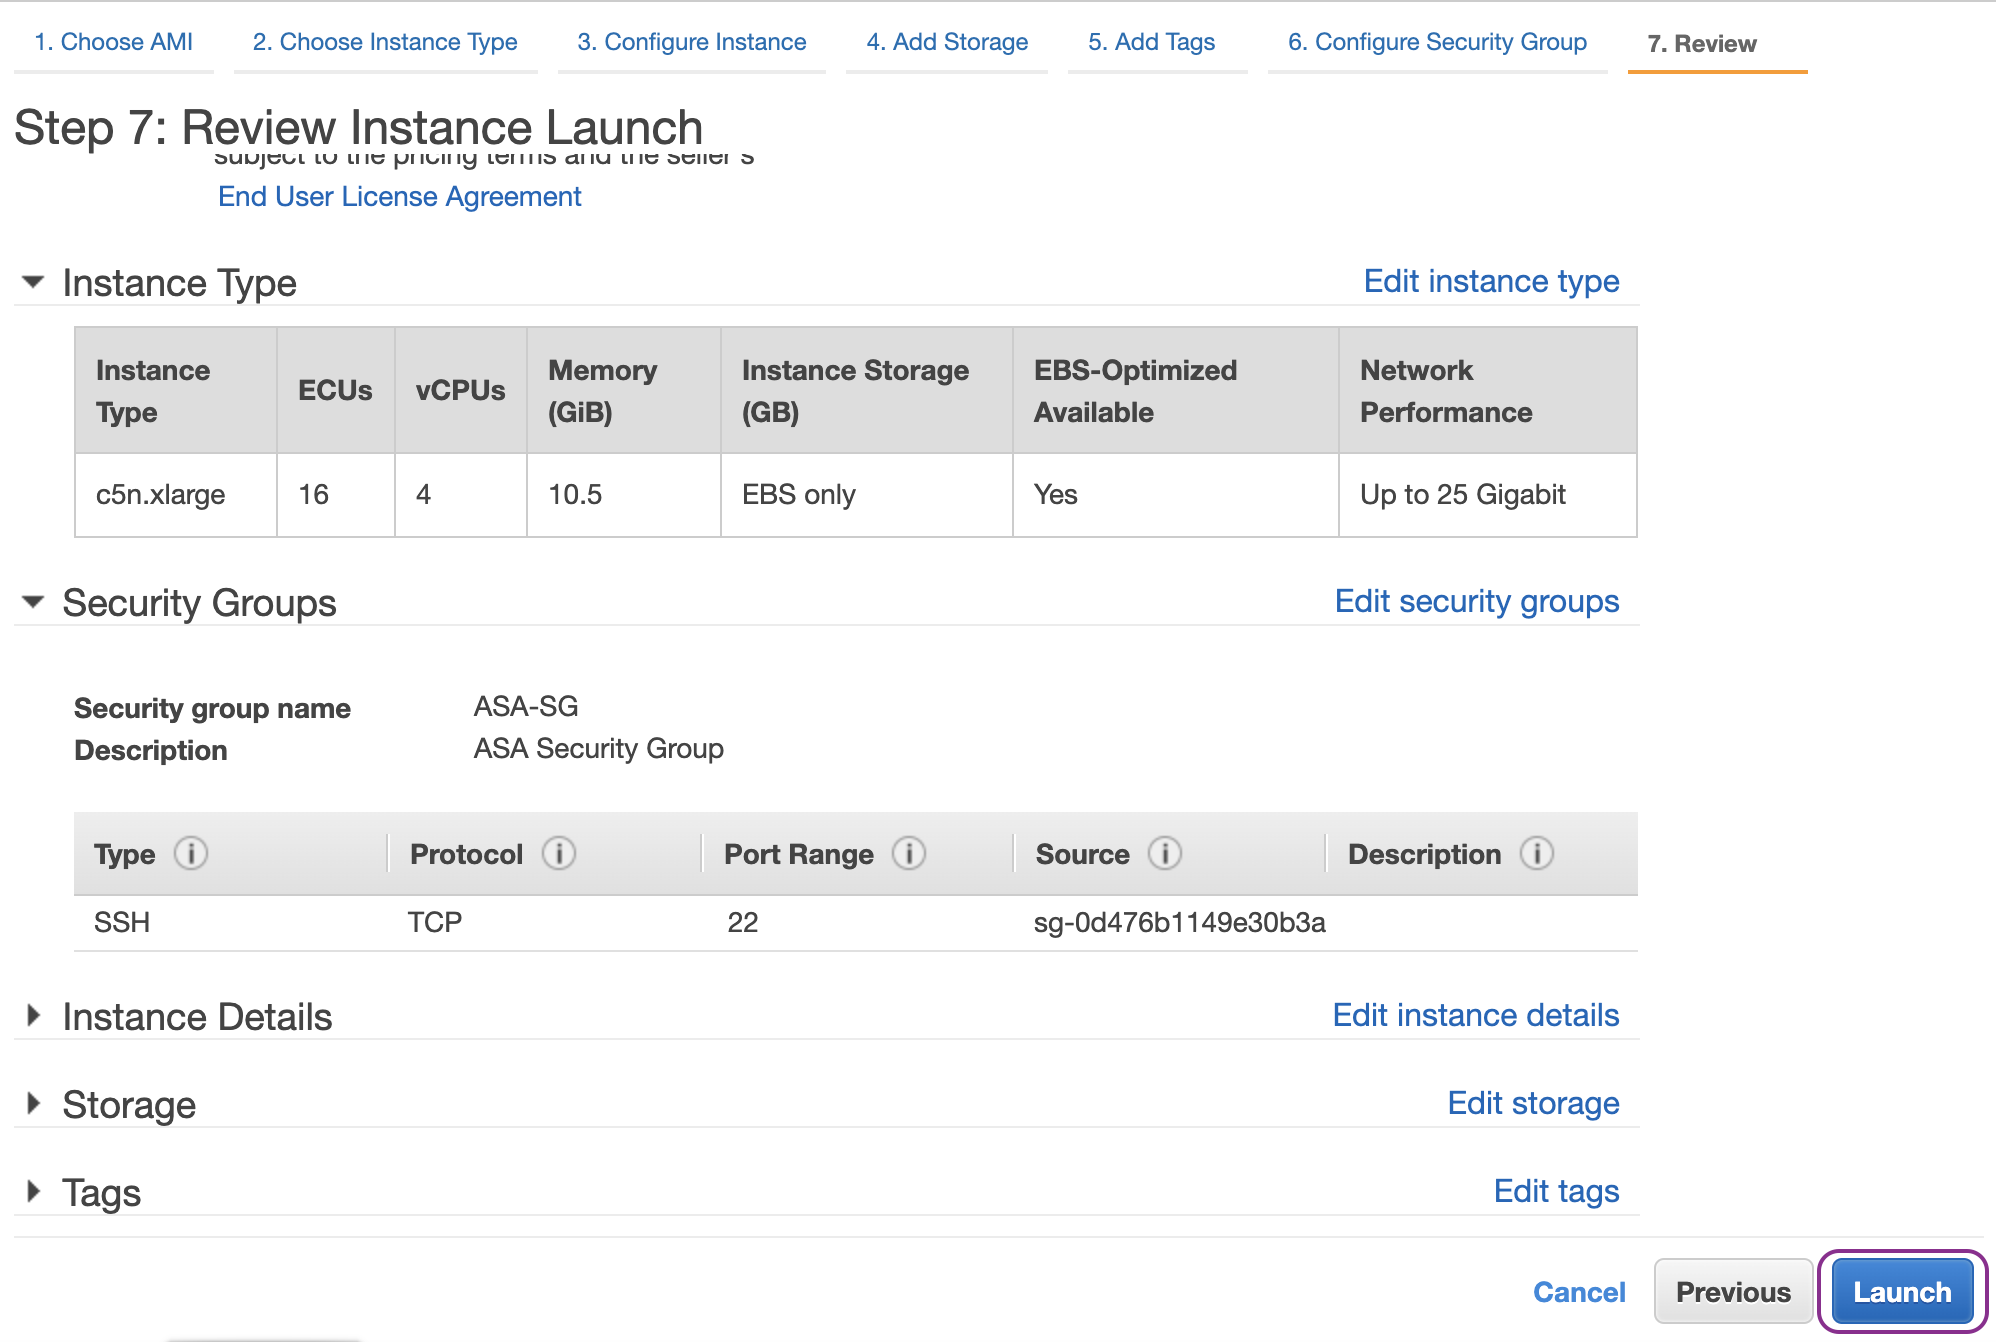 1. Choose AMI 2. Choose Instance Type 3. Configure Instance 4. Add Storage 5. Add Tags 6. Configure Security Group 7. Review
Step 7: Review Instance Launch
subject to the pricing terms and the seller's
End User License Agreement
Instance Type Edit instance type
Instance Type ECUs vCPUs Memory (GiB) Instance Storage (GB) EBS-Optimized Available Network Performance
c5n.xlarge 16 4 10.5 EBS only Yes Up to 25 Gigabit
Security Groups Edit security groups
Security group name ASA-SG
Description ASA Security Group
Type Protocol Port Range Source Description
SSH TCP 22 sg-0d476b1149e30b3a
Instance Details Edit instance details
Storage Edit storage
Tags Edit tags
Cancel Previous Launch